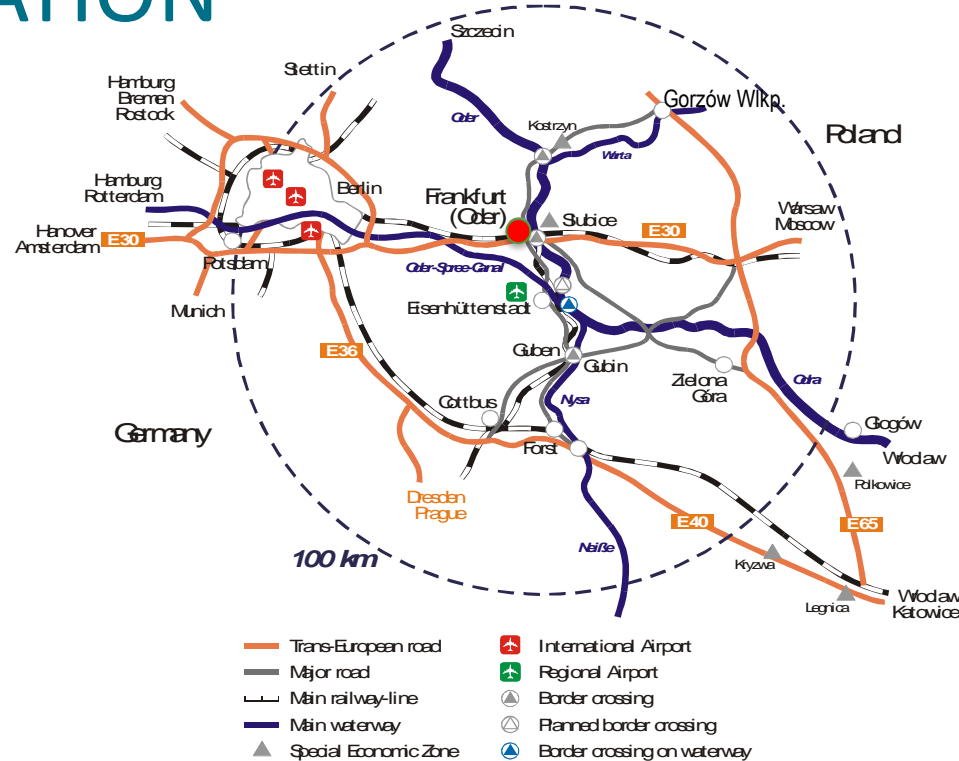 ATION
Szczecin
Stettin
Hamburg
Bremen
Rostock
Gorzów Wlkp.
Oder
Kostrzyn
Poland
Warta
Hamburg
Rotterdam
Berlin
Frankfurt
(Oder)
Slubice
Warsaw
Moscow
Hanover
Amsterdam
E30
E30
Potsdam
Oder-Spree-Canal
Munich
Eisenhüttenstadt
E36
Guben
Gubin
Zielona
Góra
Odra
Cottbus
Nysa
Glogów
Germany
Forst
Wroclaw
Polkowice
Dresden
Prague
E40
E65
100 km
Neiße
Kryzwa
Legnica
Wroclaw
Katowice
Trans-European road
International Airport
Major road
Regional Airport
Main railway-line
Border crossing
Main waterway
Planned border crossing
Special Economic Zone
Border crossing on waterway